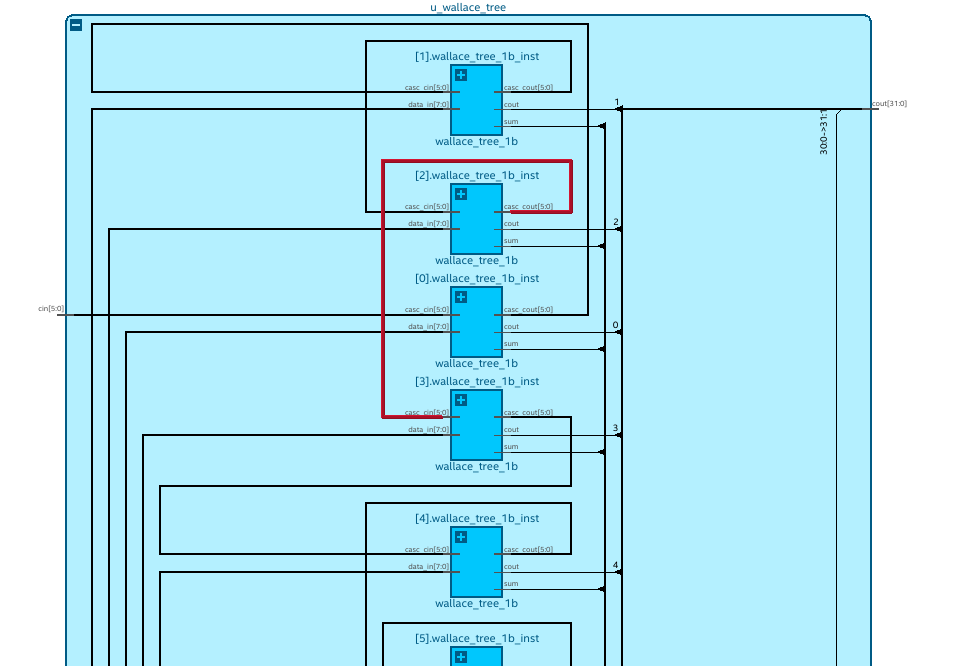 u_wallace_tree
[1].wallace_tree_1b_inst
casc_cin[5:0] casc_cout[5:0]
data_in[7:0] cout 1 cout[31:0]
sum
wallace_tree_1b
30:0->31:1
[2].wallace_tree_1b_inst
casc_cin[5:0] casc_cout[5:0]
data_in[7:0] cout 2
sum
wallace_tree_1b
[0].wallace_tree_1b_inst
cin[5:0] casc_cin[5:0] casc_cout[5:0]
data_in[7:0] cout 0
sum
wallace_tree_1b
[3].wallace_tree_1b_inst
casc_cin[5:0] casc_cout[5:0]
data_in[7:0] cout 3
sum
wallace_tree_1b
[4].wallace_tree_1b_inst
casc_cin[5:0] casc_cout[5:0]
data_in[7:0] cout 4
sum
wallace_tree_1b
[5].wallace_tree_1b_inst